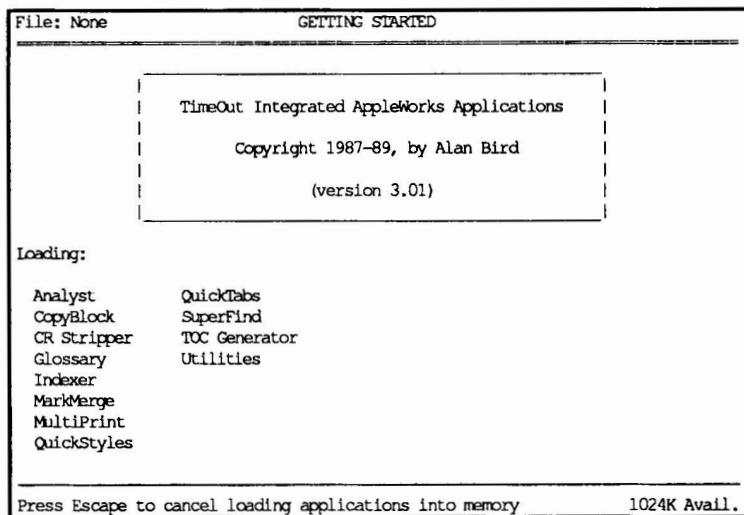 File: None GETTING STARTED
TimeOut Integrated AppleWorks Applications
Copyright 1987-89, by Alan Bird
(version 3.01)
Loading:
Analyst QuickTabs
CopyBlock SuperFind
CR Stripper TOC Generator
Glossary Utilities
Indexer
MarkMerge
MultiPrint
QuickStyles
Press Escape to cancel loading applications into memory 1024K Avail.